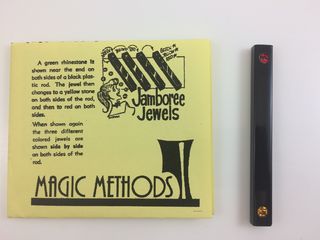 A green rhinestone is
shown near the end on
both sides of a black plas-
tic rod. The jewel then
changes to a yellow stone
on both sides of the rod,
and then to red on both
sides.
When shown again
the three different
colored jewels are
shown side by side
on both sides of the
rod.
Jamboree
Jewels
MAGIC METHODS